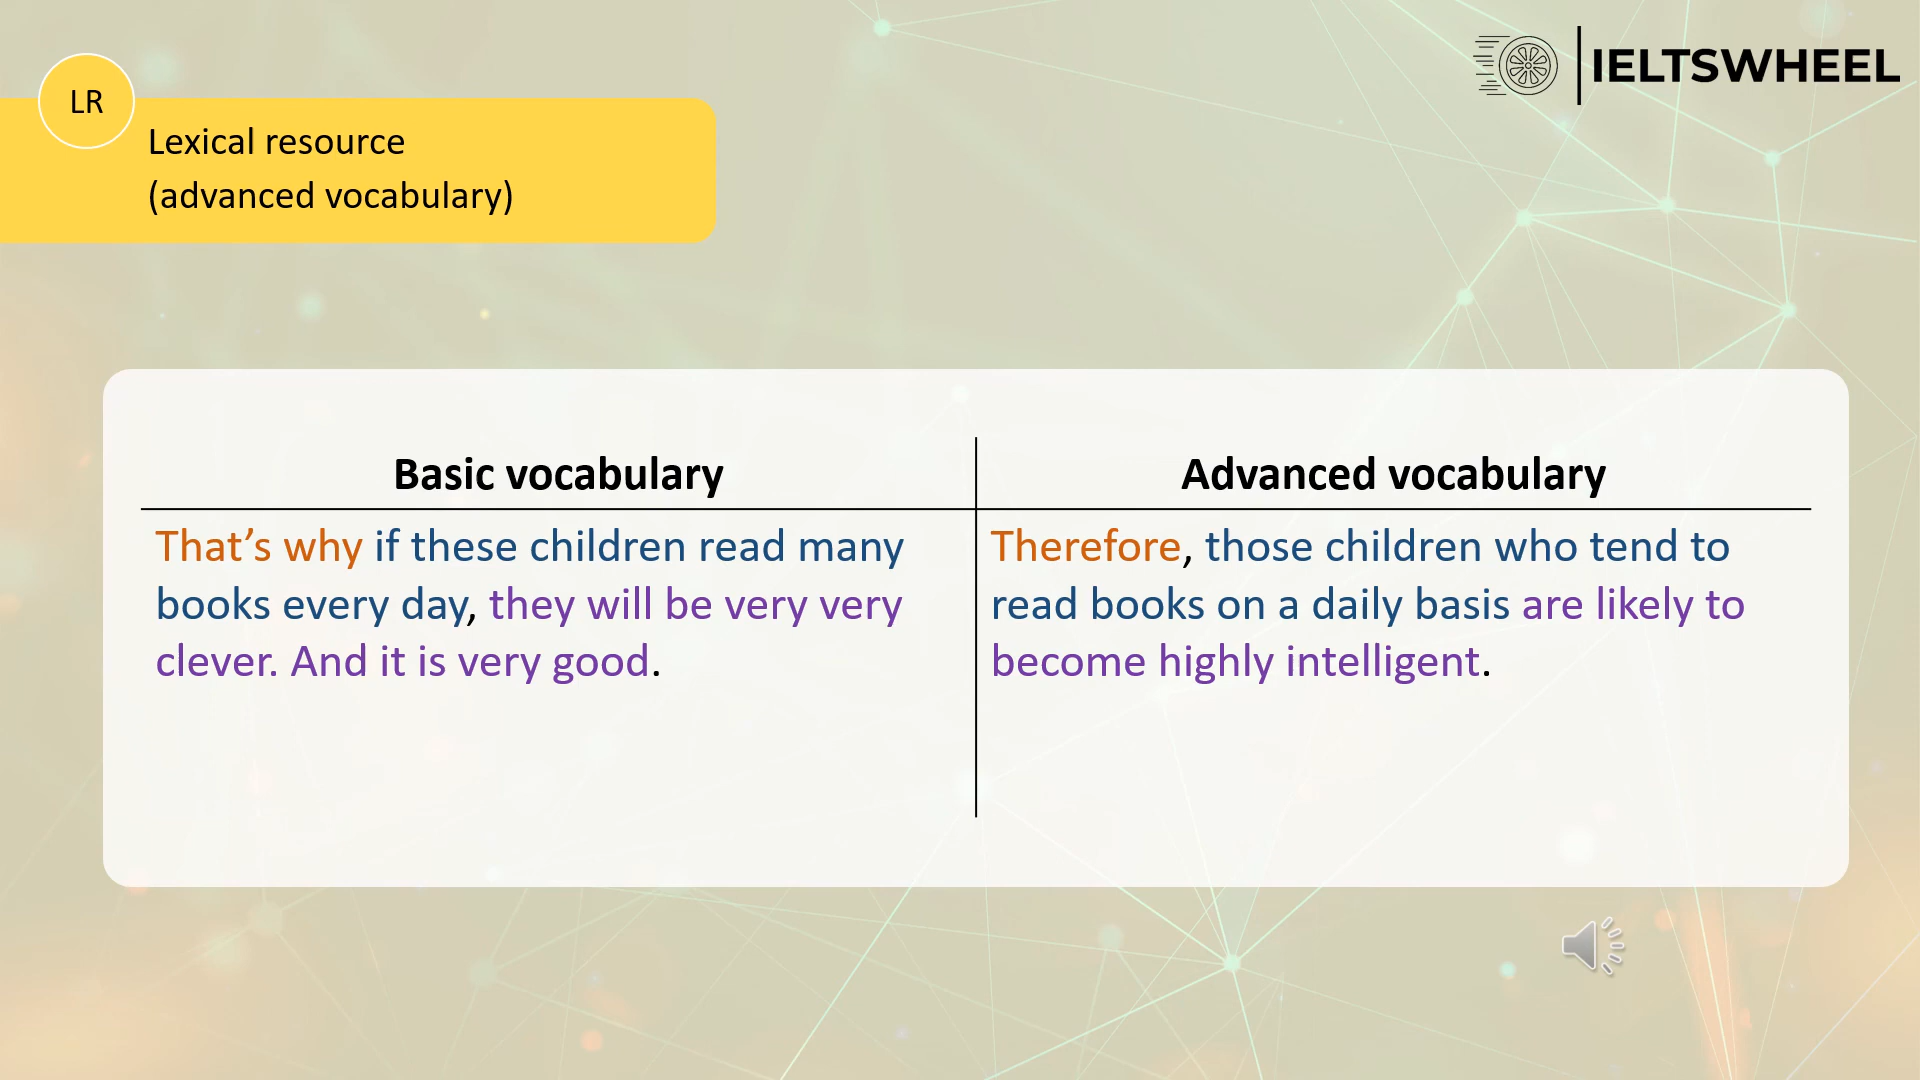 LR
IELTSWHEEL
Lexical resource
(advanced vocabulary)
Basic vocabulary
That’s why if these children read many
books every day, they will be very very
clever. And it is very good.
Advanced vocabulary
Therefore, those children who tend to
read books on a daily basis are likely to
become highly intelligent.